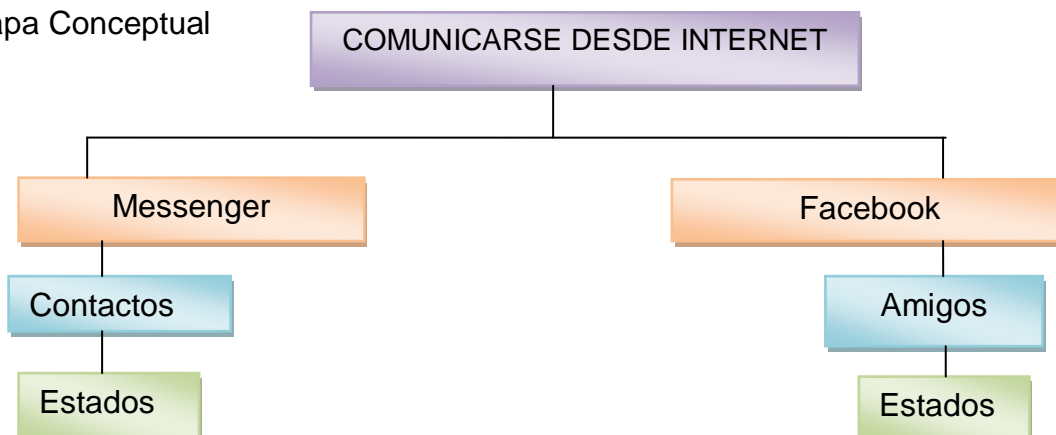 apa Conceptual
COMUNICARSE DESDE INTERNET
Messenger
Facebook
Contactos
Amigos
Estados
Estados